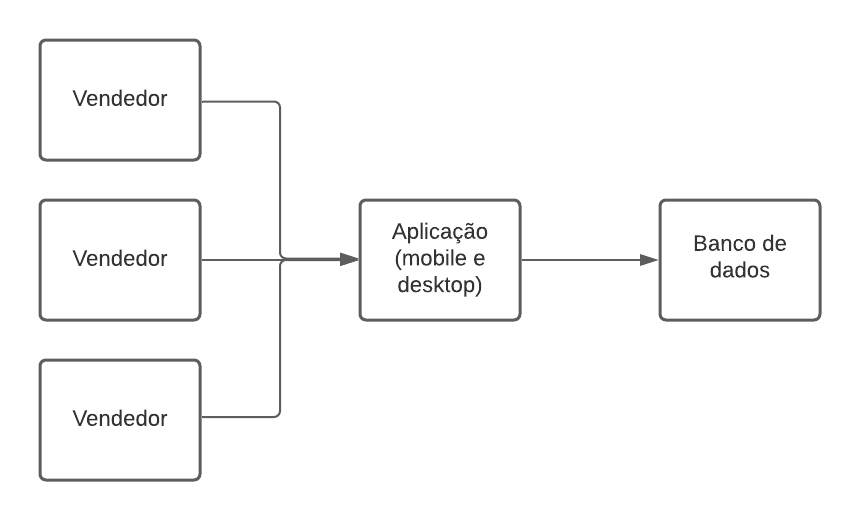 Vendedor
Vendedor
Vendedor
Aplicação
(mobile e
desktop)
Banco de
dados